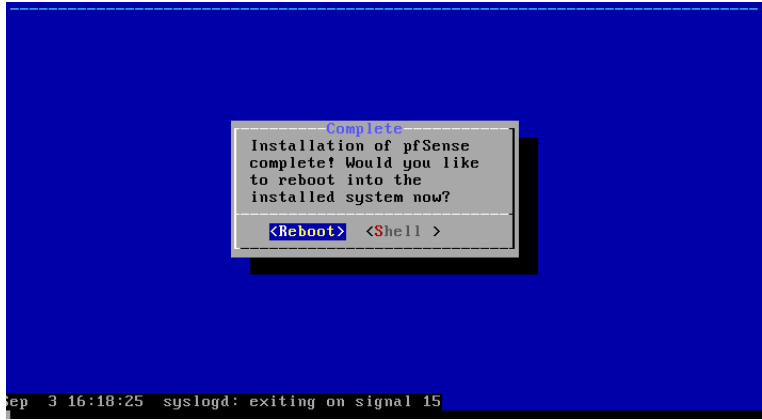 Complete
Installation of pfSense
complete! Would you like
to reboot into the
installed system now?
<Reboot> <Shell >
ep 3 16:18:25 syslogd: exiting on signal 15